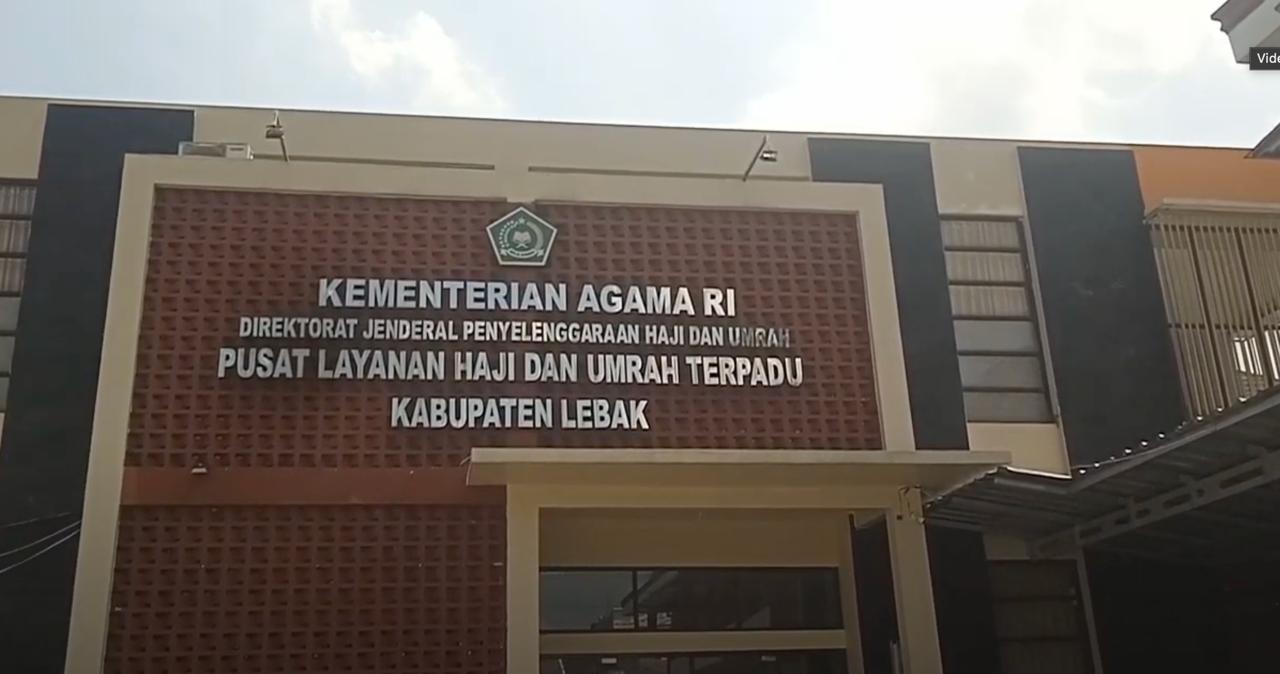 KEMENTERIAN AGAMA RI
DIREKTORAT JENDERAL PENYELENGGARAAN HAJI DAN UMRAH
PUSAT LAYANAN HAJI DAN UMRAH TERPADU
KABUPATEN LEBAK